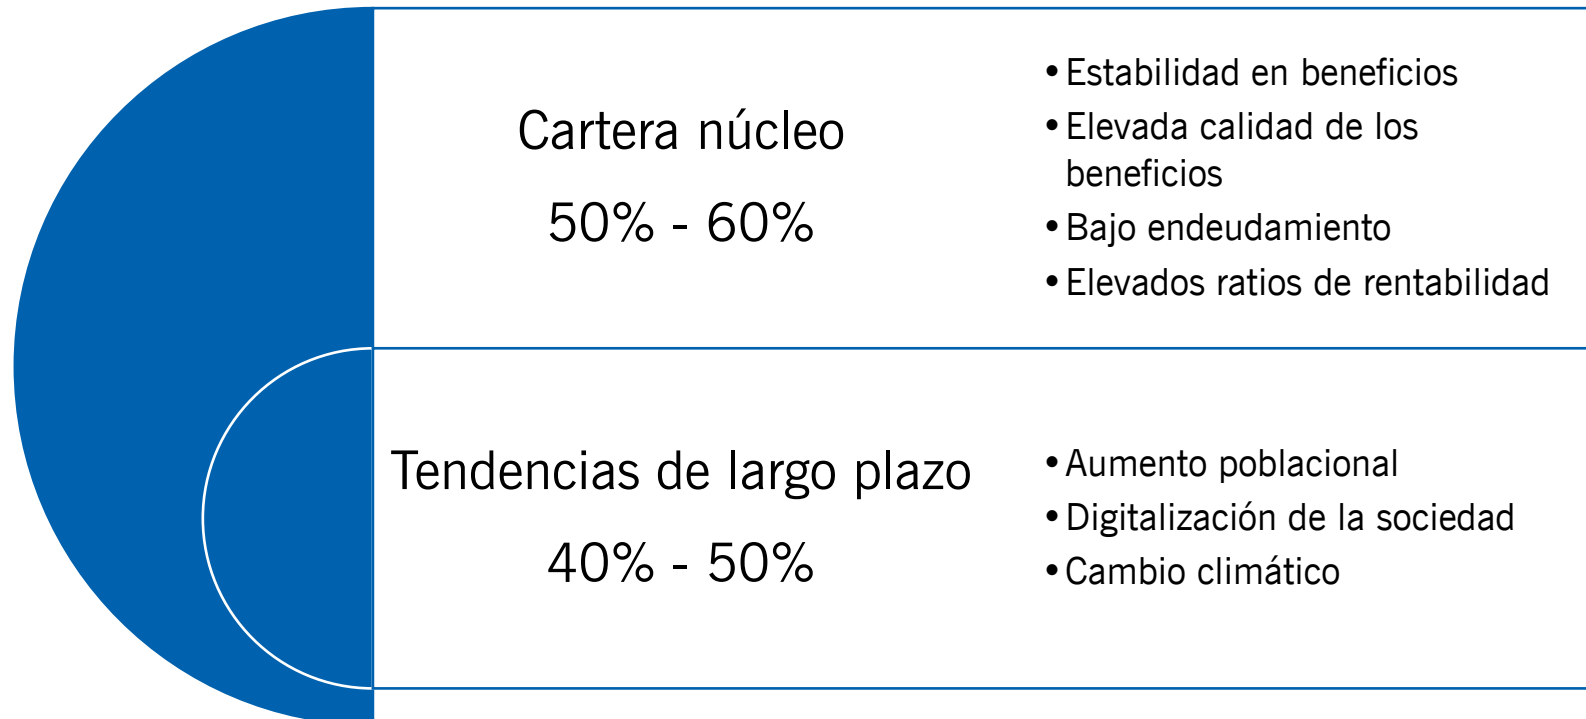 Cartera núcleo
50% - 60%
• Estabilidad en beneficios
• Elevada calidad de los
beneficios
• Bajo endeudamiento
• Elevados ratios de rentabilidad
Tendencias de largo plazo
40% - 50%
• Aumento poblacional
• Digitalización de la sociedad
• Cambio climático